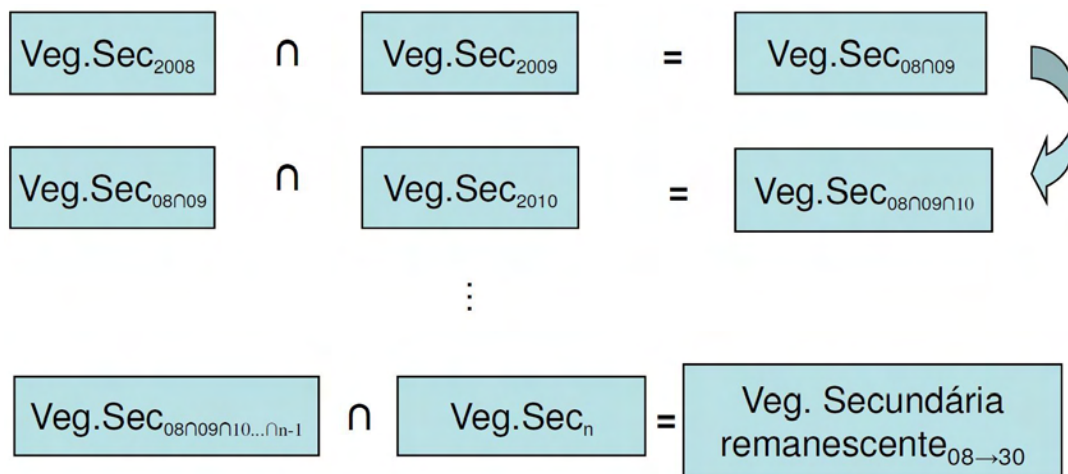 Veg.Sec₂₀₀₈ ∩ Veg.Sec₂₀₀₉ = Veg.Sec₀₈∩₀₉
Veg.Sec₀₈∩₀₉ ∩ Veg.Sec₂₀₁₀ = Veg.Sec₀₈∩₀₉∩₁₀
⋮
Veg.Sec₀₈∩₀₉∩₁₀...∩n-1 ∩ Veg.Secₙ = Veg. Secundária
remanescente₀₈→₃₀